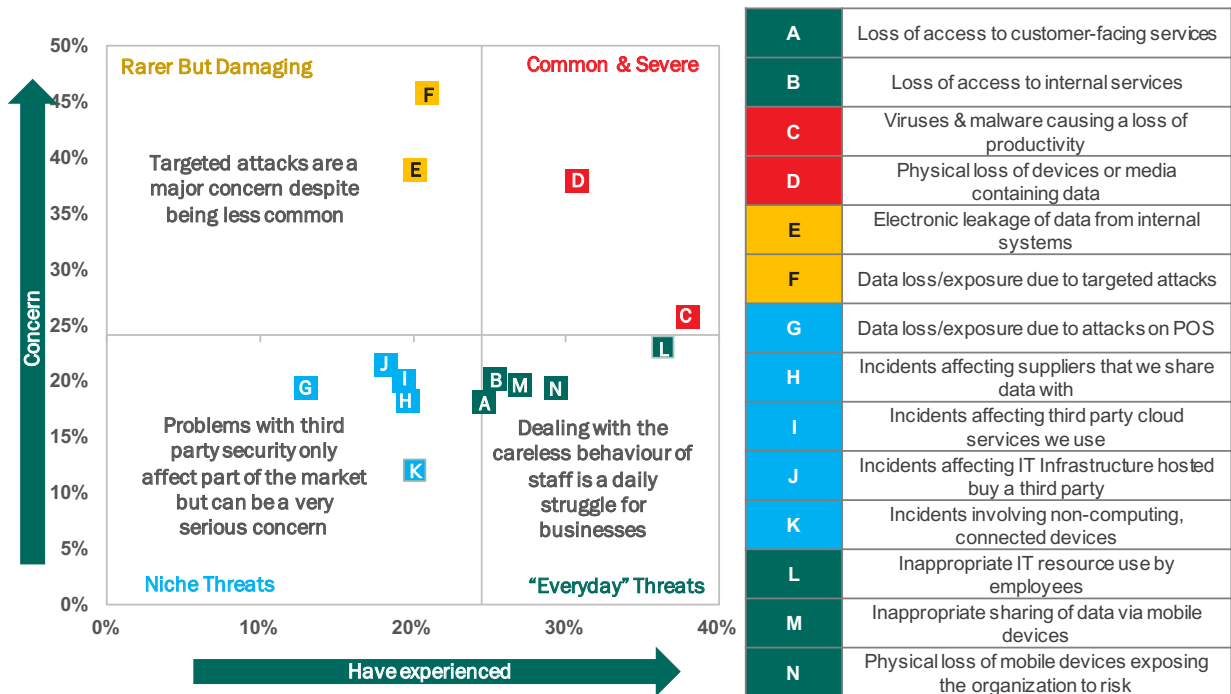 50%
45%
40%
35%
30%
25%
20%
15%
10%
5%
0%
Concern
Rarer But Damaging
Common & Severe
F
E
D
C
Targeted attacks are a
major concern despite
being less common
L
J
I
G
H
B
M
N
A
K
Problems with third
party security only
affect part of the market
but can be a very
serious concern
Dealing with the
careless behaviour of
staff is a daily
struggle for
businesses
Niche Threats
"Everyday" Threats
0%
10%
20%
30%
40%
Have experienced
A Loss of access to customer-facing services
B Loss of access to internal services
C Viruses & malware causing a loss of
productivity
D Physical loss of devices or media
containing data
E Electronic leakage of data from internal
systems
F Data loss/exposure due to targeted attacks
G Data loss/exposure due to attacks on POS
H Incidents affecting suppliers that we share
data with
I Incidents affecting third party cloud
services we use
J Incidents affecting IT Infrastructure hosted
buy a third party
K Incidents involving non-computing,
connected devices
L Inappropriate IT resource use by
employees
M Inappropriate sharing of data via mobile
devices
N Physical loss of mobile devices exposing
the organization to risk